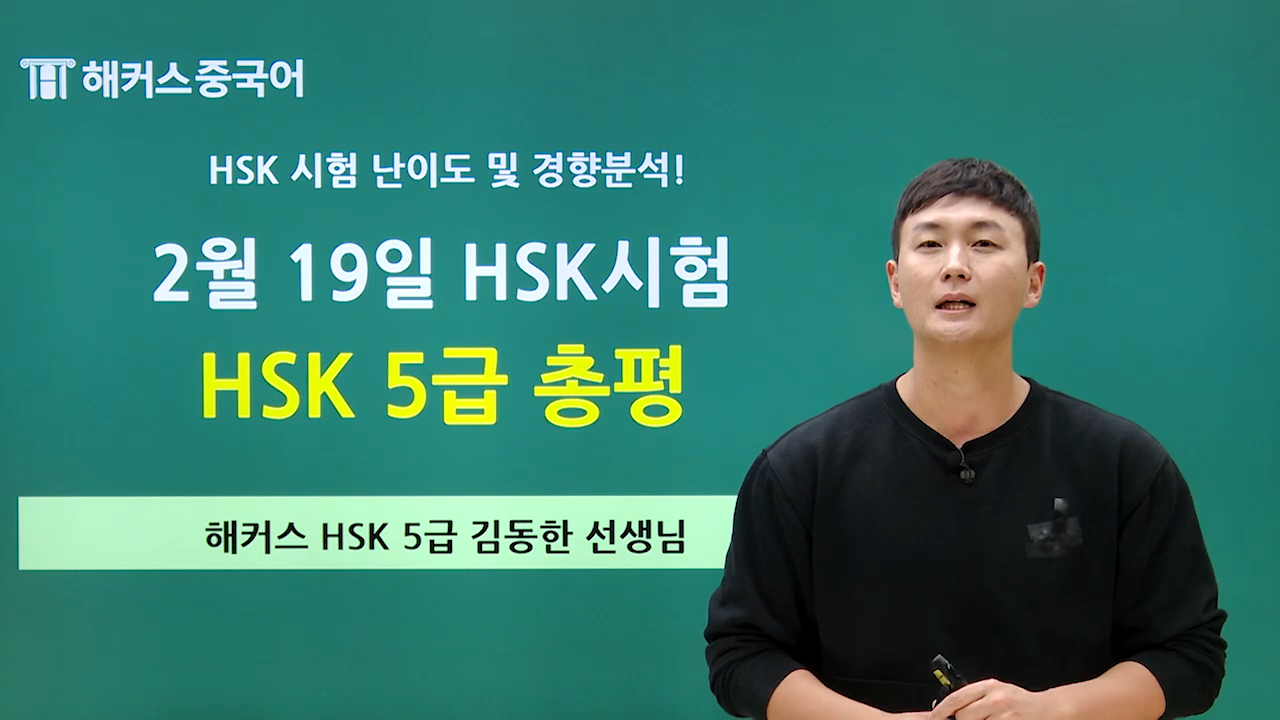 해커스중국어
HSK 시험 난이도 및 경향분석!
2월 19일 HSK시험
HSK 5급 총평
해커스 HSK 5급 김동한 선생님